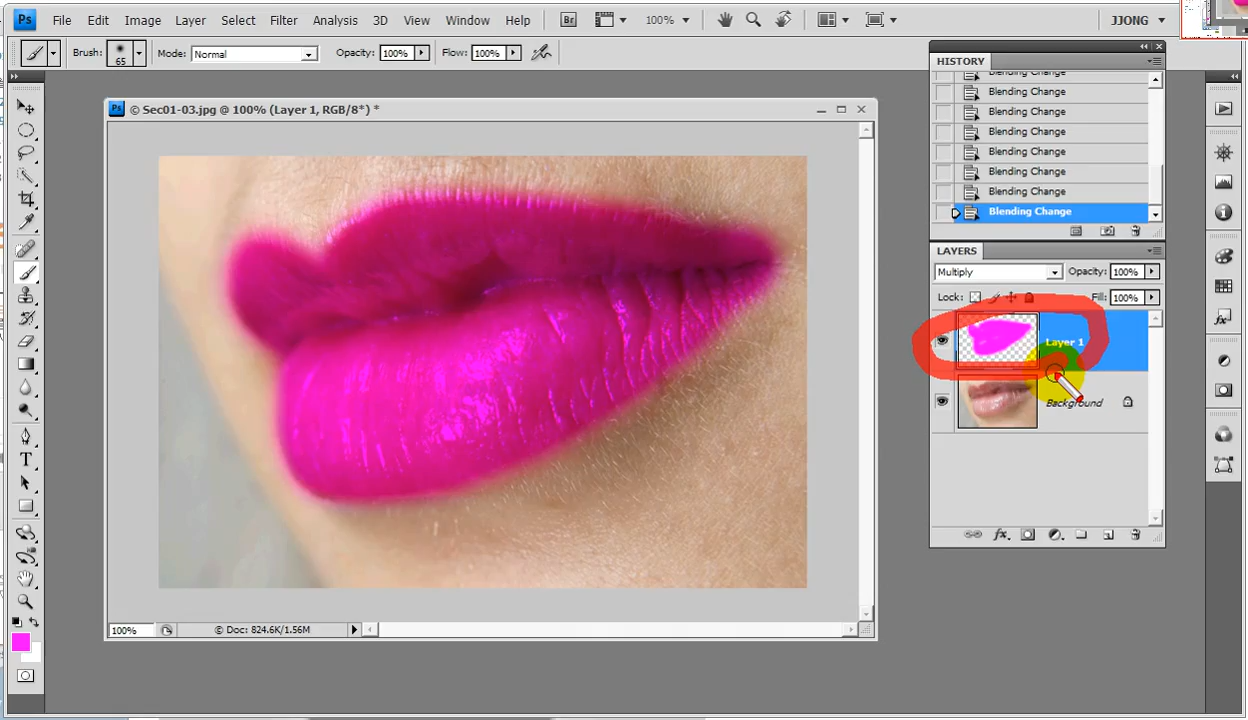 Ps File Edit Image Layer Select Filter Analysis 3D View Window Help Br 100% JJONG
Brush: 65 Mode: Normal Opacity: 100% Flow: 100%
HISTORY
Blending Change
Blending Change
Blending Change
Blending Change
Blending Change
Blending Change
Blending Change
Blending Change
Ps © Sec01-03.jpg @ 100% (Layer 1, RGB/8*) *
LAYERS
Multiply Opacity: 100%
Lock: Fill: 100%
Layer 1
Background
fx.
T
100% © Doc: 824.6K/1.56M